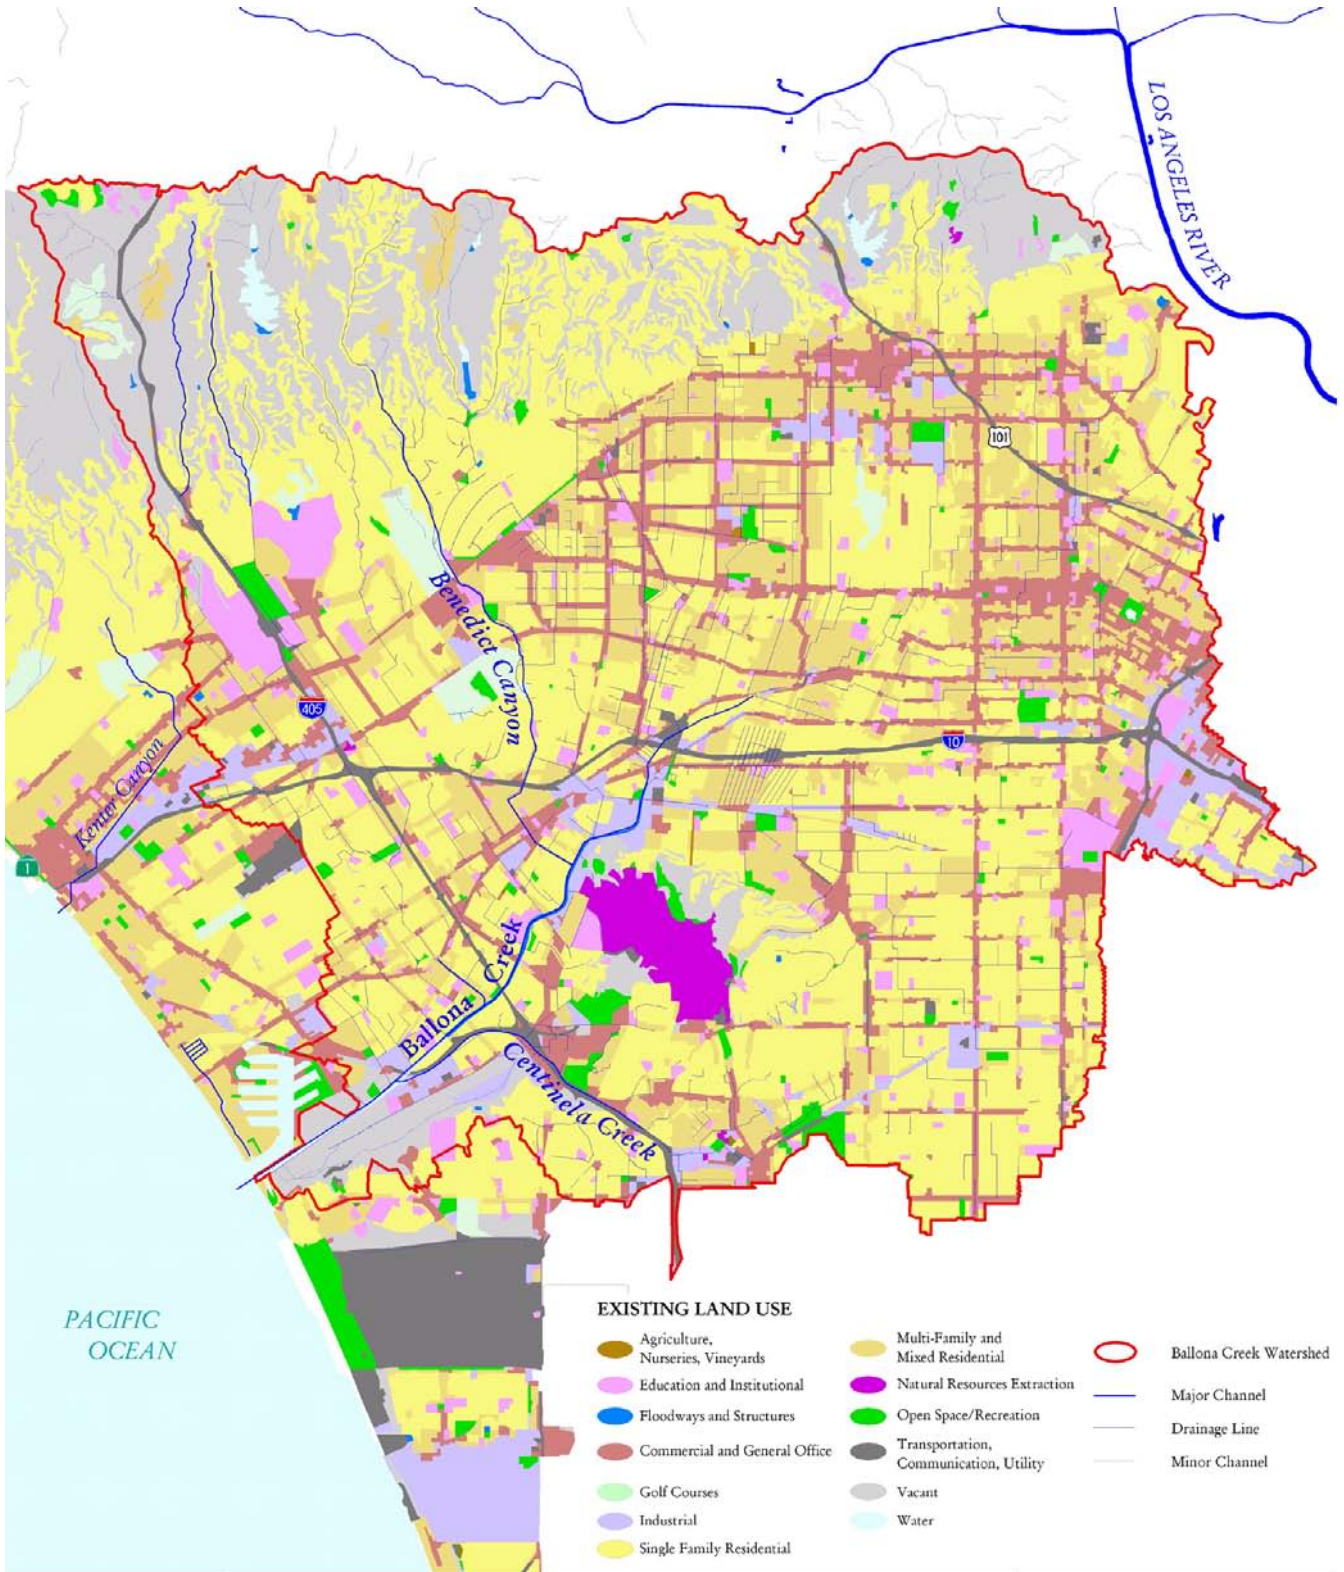 LOS ANGELES RIVER
101
Benedict Canyon
405
10
Kenter Canyon
1
Ballona Creek
Centinela Creek
PACIFIC
OCEAN
EXISTING LAND USE
Agriculture,
Nurseries, Vineyards
Education and Institutional
Floodways and Structures
Commercial and General Office
Golf Courses
Industrial
Single Family Residential
Multi-Family and
Mixed Residential
Natural Resources Extraction
Open Space/Recreation
Transportation,
Communication, Utility
Vacant
Water
Ballona Creek Watershed
Major Channel
Drainage Line
Minor Channel